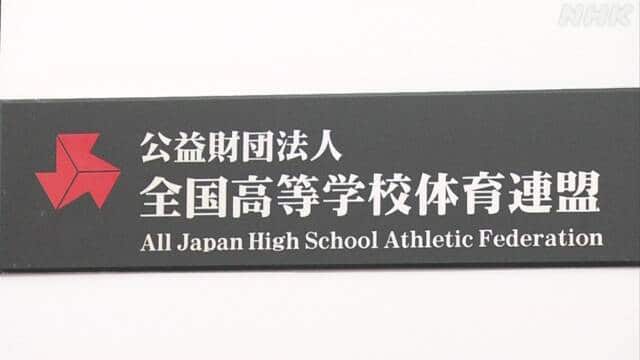 NHK
公益財団法人
全国高等学校体育連盟
All Japan High School Athletic Federation